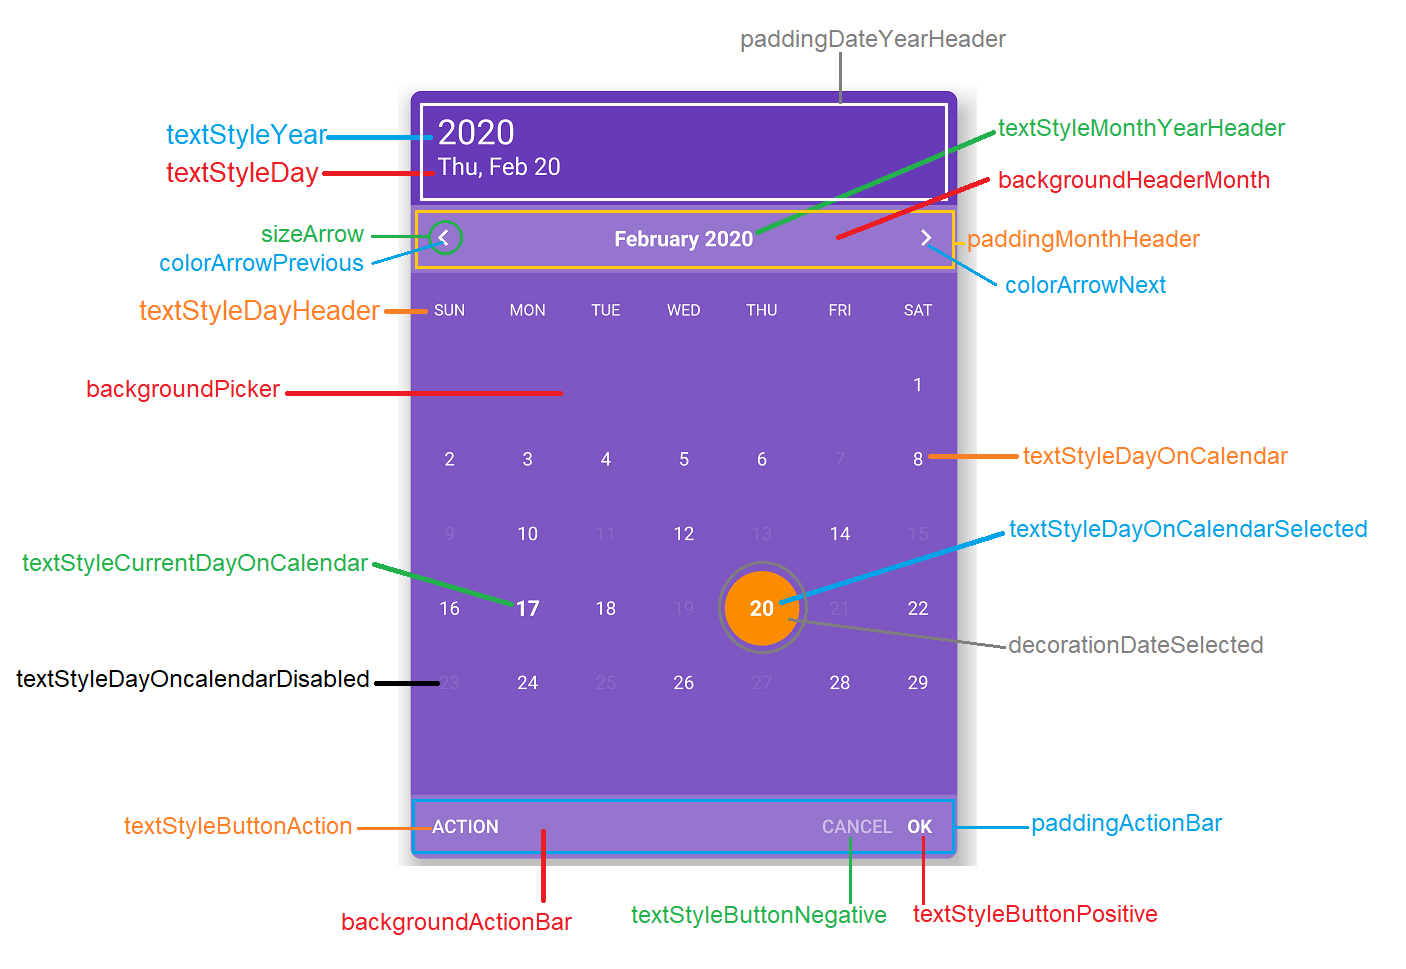 paddingDateYearHeader
textStyleYear
2020
textStyleMonthYearHeader
textStyleDay
Thu, Feb 20
backgroundHeaderMonth
sizeArrow
February 2020
paddingMonthHeader
colorArrowPrevious
colorArrowNext
textStyleDayHeader
SUN MON TUE WED THU FRI SAT
backgroundPicker
1
2 3 4 5 6 7 8
textStyleDayOnCalendar
9 10 11 12 13 14 15
textStyleDayOnCalendarSelected
textStyleCurrentDayOnCalendar
16 17 18 19 20 21 22
decorationDateSelected
textStyleDayOncalendarDisabled
23 24 25 26 27 28 29
textStyleButtonAction
ACTION CANCEL OK
paddingActionBar
backgroundActionBar
textStyleButtonNegative
textStyleButtonPositive